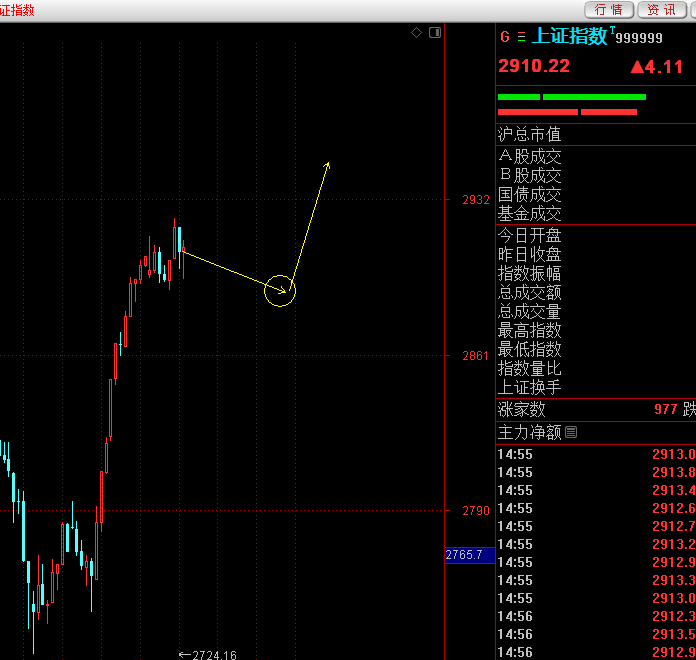 证指数
行情 资讯
G 上证指数T999999
2910.22 ▲4.11
沪总市值
A股成交
B股成交
国债成交
基金成交
今日开盘
昨日收盘
指数振幅
总成交额
总成交量
最高指数
最低指数
指数量比
上证换手
涨家数 977 跌
主力净额
14:55 2913.0
14:55 2913.8
14:55 2913.4
14:55 2912.6
14:55 2912.7
14:55 2913.2
14:55 2912.9
14:55 2913.3
14:55 2913.0
14:56 2912.3
14:56 2913.5
14:56 2912.9
2932
2861
2790
2765.7
←2724.16